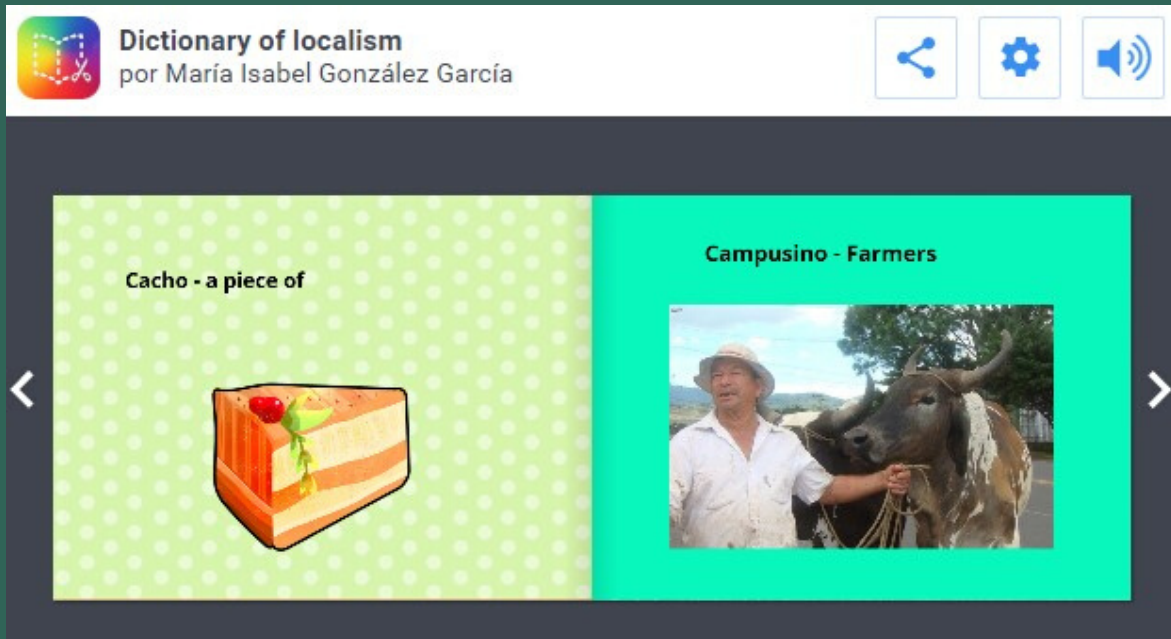 Dictionary of localism
por María Isabel González García
Cacho - a piece of
Campusino - Farmers